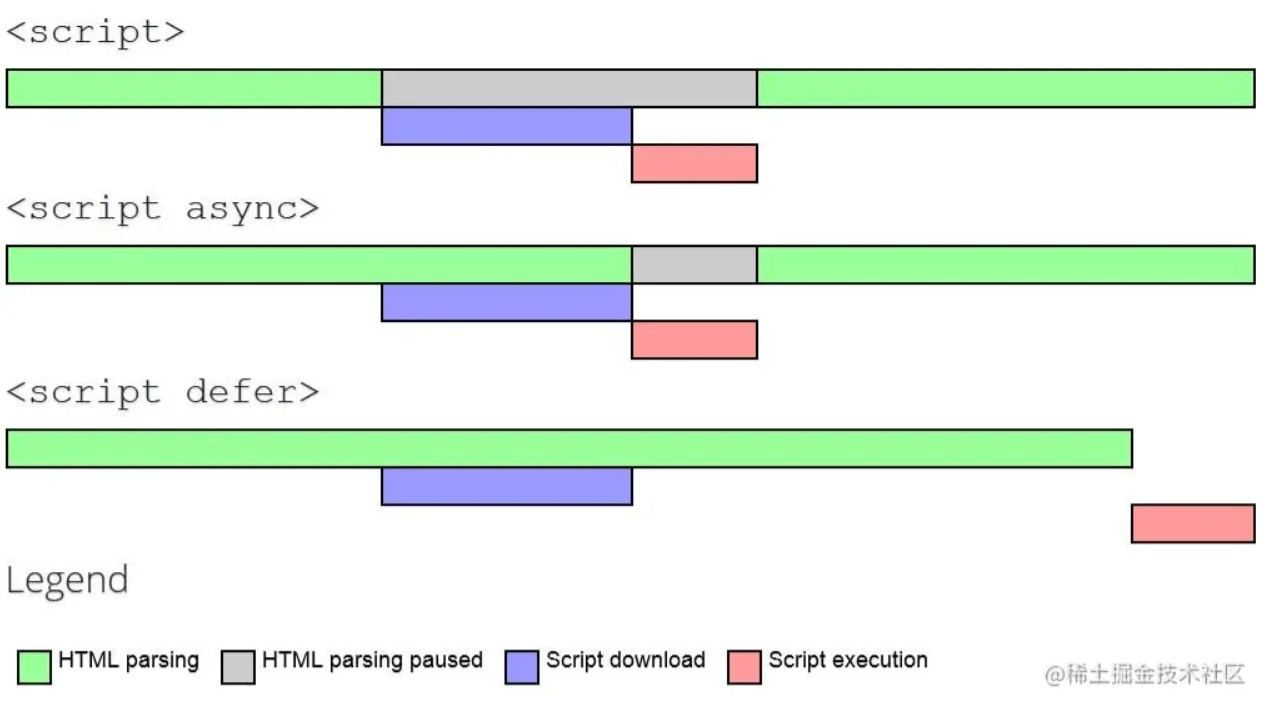 <script>
<script async>
<script defer>
Legend
HTML parsing HTML parsing paused Script download Script execution
@稀土掘金技术社区